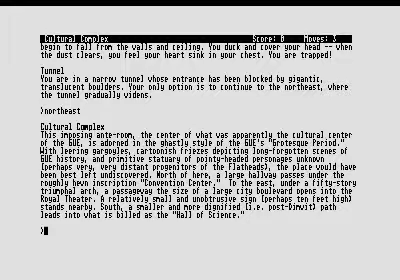 Cultural Complex Score: 0 Moves: 3
begin to fall from the walls and ceiling. You duck and cover your head -- when
the dust clears, you feel your heart sink in your chest. You are trapped!
Tunnel
You are in a narrow tunnel whose entrance has been blocked by gigantic,
translucent boulders. Your only option is to continue to the northeast, where
the tunnel gradually widens.
>northeast
Cultural Complex
This imposing ante-room, the center of what was apparently the cultural center
of the GUE, is adorned in the ghastly style of the GUE's "Grotesque Period."
With leering gargoyles, cartoonish friezes depicting long-forgotten scenes of
GUE history, and primitive statuary of pointy-headed personages unknown
(perhaps very, very distant progenitors of the Flatheads), the place would have
been best left undiscovered. North of here, a large hallway passes under the
roughly hewn inscription "Convention Center." To the east, under a fifty-story
triumphal arch, a passageway the size of a large city boulevard opens into the
Royal Theater. A relatively small and unobtrusive sign (perhaps ten feet high)
stands nearby. South, a smaller and more dignified (i.e. post-Dimwit) path
leads into what is billed as the "Hall of Science."
>